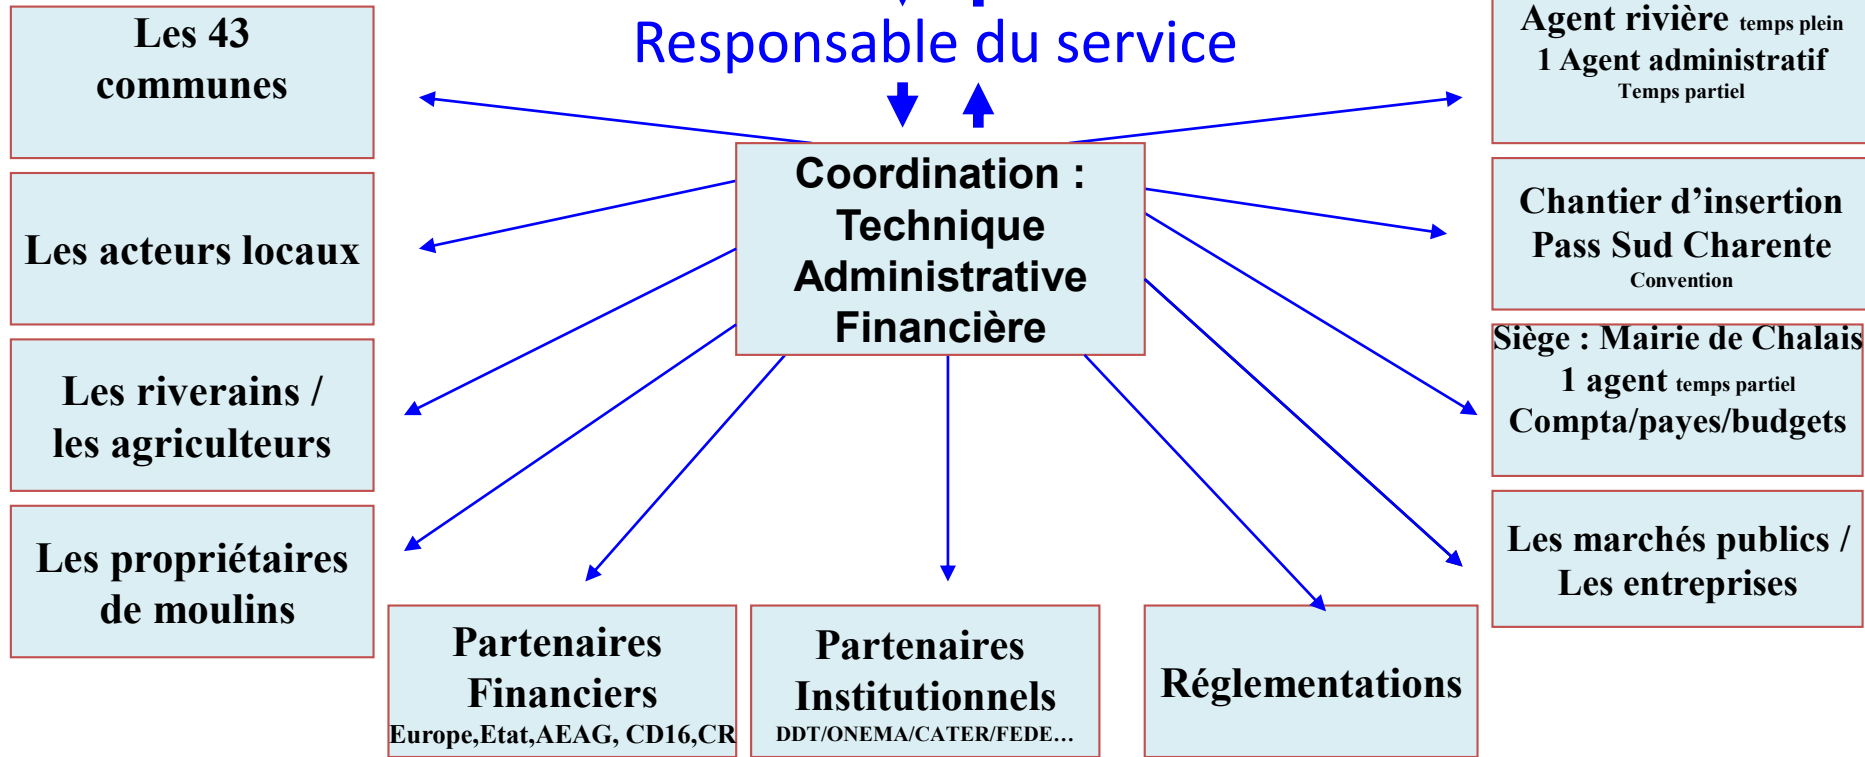 Responsable du service
Les 43
communes
Les acteurs locaux
Les riverains /
les agriculteurs
Les propriétaires
de moulins
Coordination :
Technique
Administrative
Financière
Agent rivière temps plein
1 Agent administratif
Temps partiel
Chantier d’insertion
Pass Sud Charente
Convention
Siège : Mairie de Chalais
1 agent temps partiel
Compta/payes/budgets
Les marchés publics /
Les entreprises
Partenaires
Financiers
Europe,Etat,AEAG, CD16,CR
Partenaires
Institutionnels
DDT/ONEMA/CATER/FEDE…
Réglementations